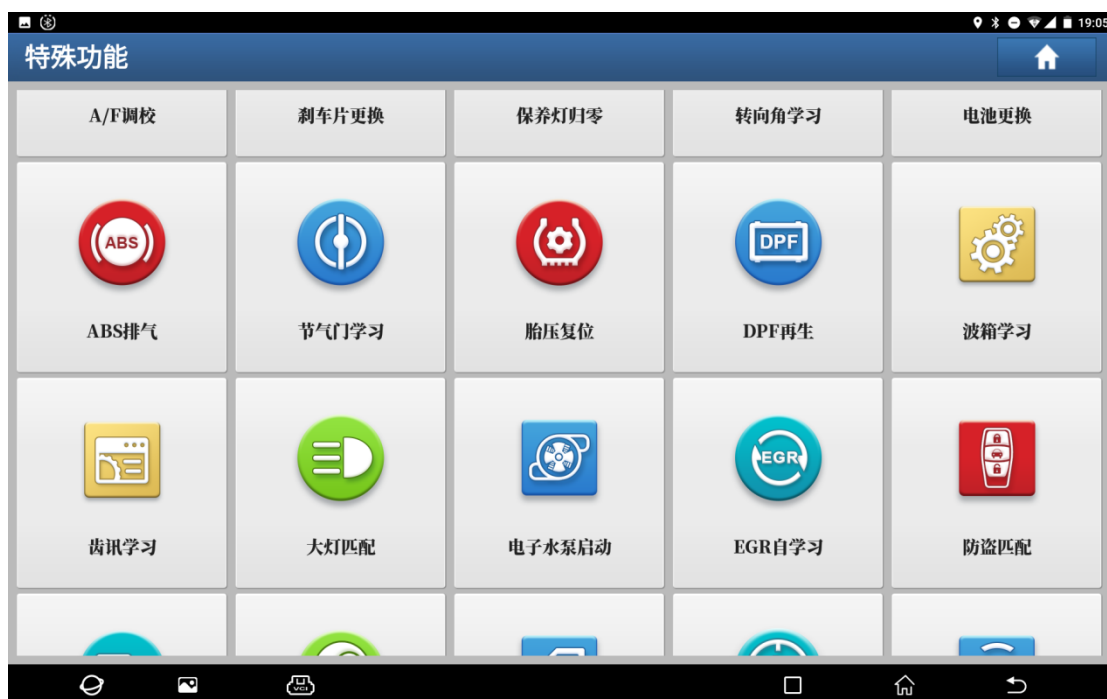 19:05
特殊功能
A/F调校
刹车片更换
保养灯归零
转向角学习
电池更换
ABS
DPF
ABS排气
节气门学习
胎压复位
DPF再生
波箱学习
EGR
齿讯学习
大灯匹配
电子水泵启动
EGR自学习
防盗匹配
VCI